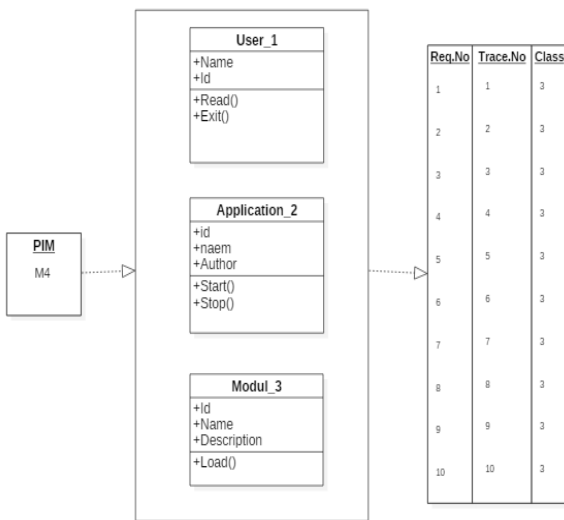 PIM
M4
User_1
+Name
+Id
+Read()
+Exit()
Application_2
+id
+naem
+Author
+Start()
+Stop()
Modul_3
+Id
+Name
+Description
+Load()
Req.No Trace.No Class
1 1 3
2 2 3
3 3 3
4 4 3
5 5 3
6 6 3
7 7 3
8 8 3
9 9 3
10 10 3